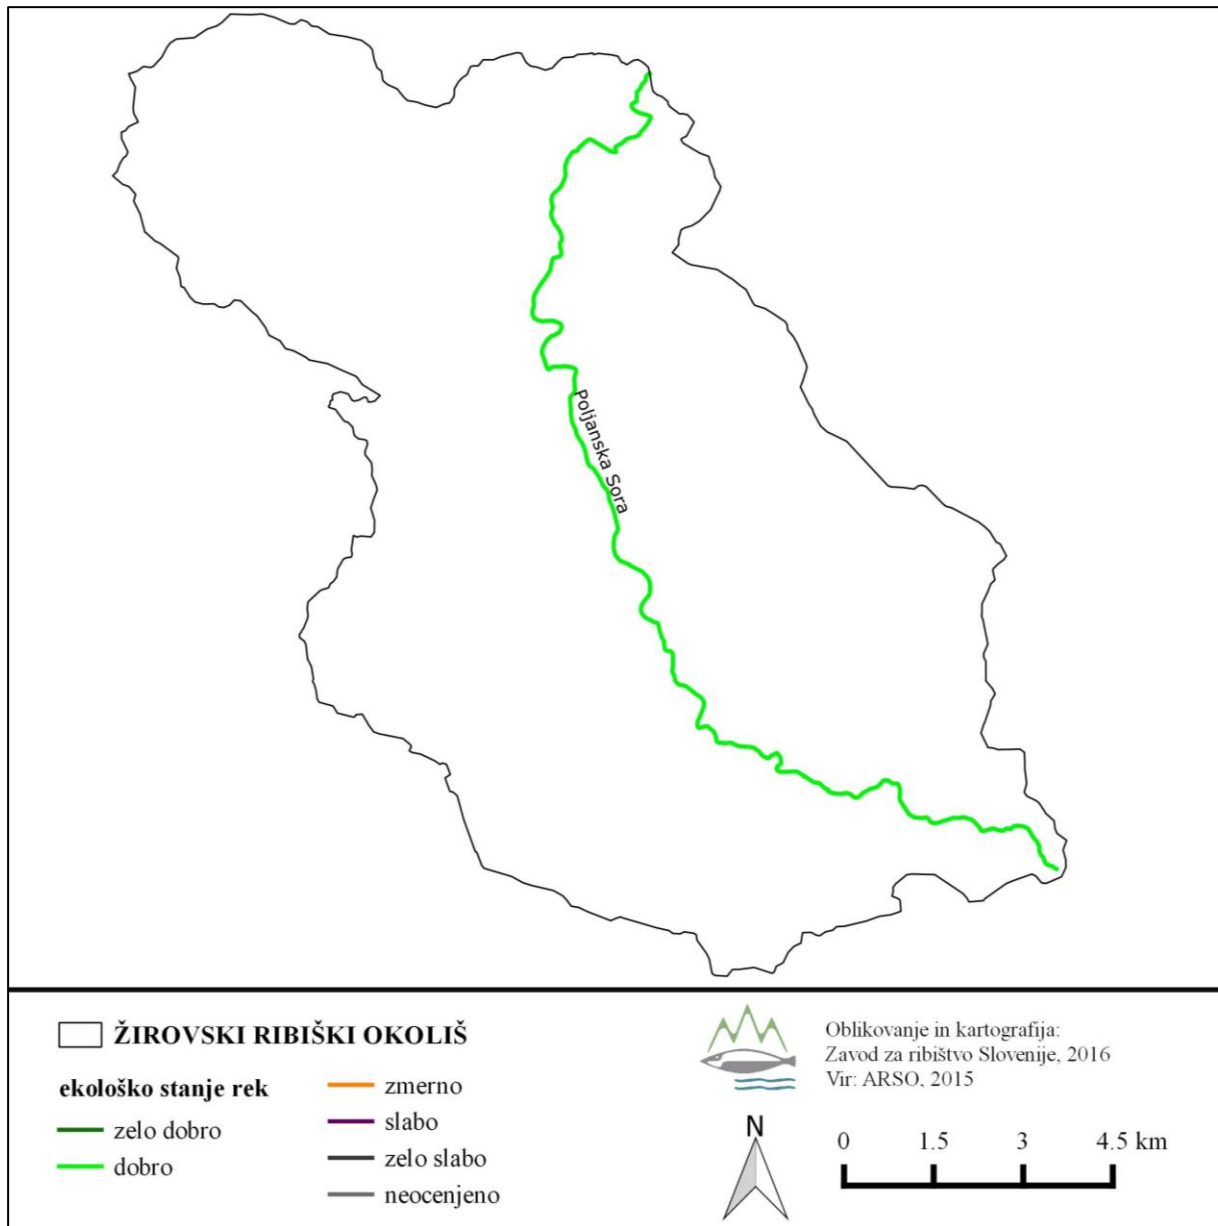 Poljanska Sora
ŽIROVSKI RIBIŠKI OKOLIŠ
ekološko stanje rek
zelo dobro
dobro
zmerno
slabo
zelo slabo
neocenjeno
Oblikovanje in kartografija:
Zavod za ribištvo Slovenije, 2016
Vir: ARSO, 2015
N
0 1.5 3 4.5 km